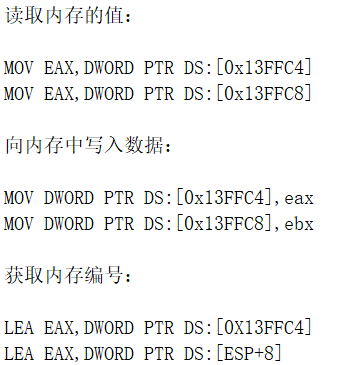 读取内存的值：
MOV EAX,DWORD PTR DS:[0x13FFC4]
MOV EAX,DWORD PTR DS:[0x13FFC8]
向内存中写入数据：
MOV DWORD PTR DS:[0x13FFC4],eax
MOV DWORD PTR DS:[0x13FFC8],ebx
获取内存编号：
LEA EAX,DWORD PTR DS:[0X13FFC4]
LEA EAX,DWORD PTR DS:[ESP+8]